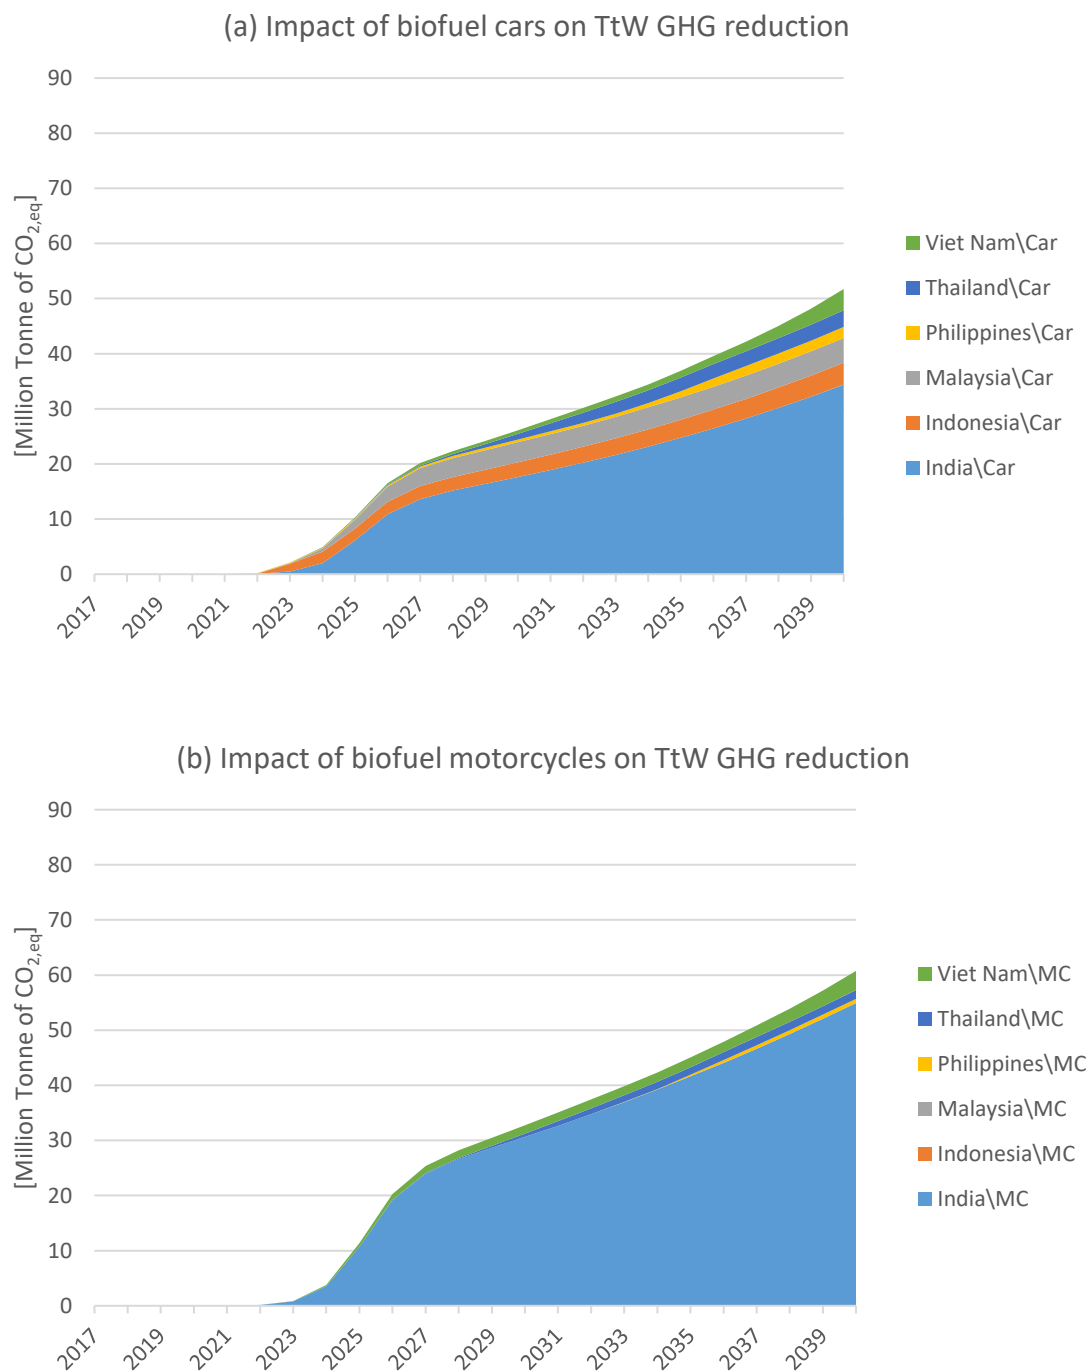 (a) Impact of biofuel cars on TtW GHG reduction
[Million Tonne of CO2,eq]
90
80
70
60
50
40
30
20
10
0
2017
2019
2021
2023
2025
2027
2029
2031
2033
2035
2037
2039
Viet Nam\Car
Thailand\Car
Philippines\Car
Malaysia\Car
Indonesia\Car
India\Car
(b) Impact of biofuel motorcycles on TtW GHG reduction
[Million Tonne of CO2,eq]
90
80
70
60
50
40
30
20
10
0
2017
2019
2021
2023
2025
2027
2029
2031
2033
2035
2037
2039
Viet Nam\MC
Thailand\MC
Philippines\MC
Malaysia\MC
Indonesia\MC
India\MC